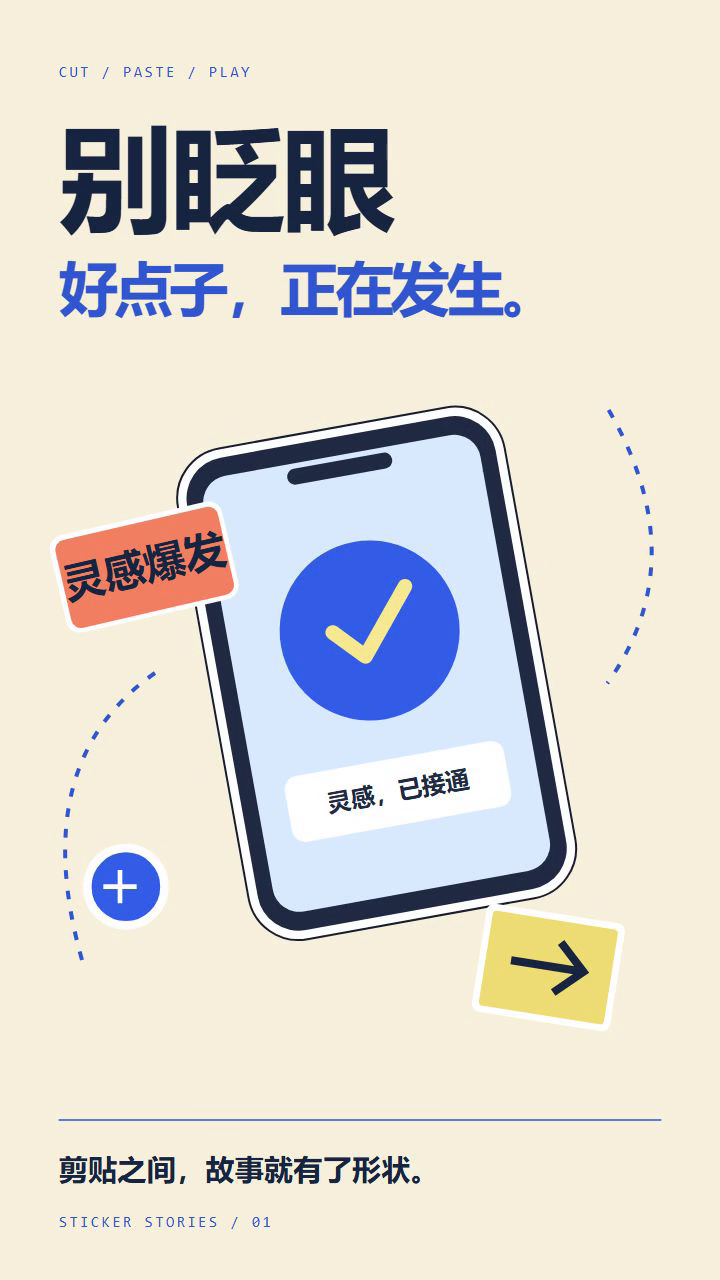 CUT / PASTE / PLAY
别眨眼
好点子，正在发生。
灵感爆发
灵感，已接通
剪贴之间，故事就有了形状。
STICKER STORIES / 01